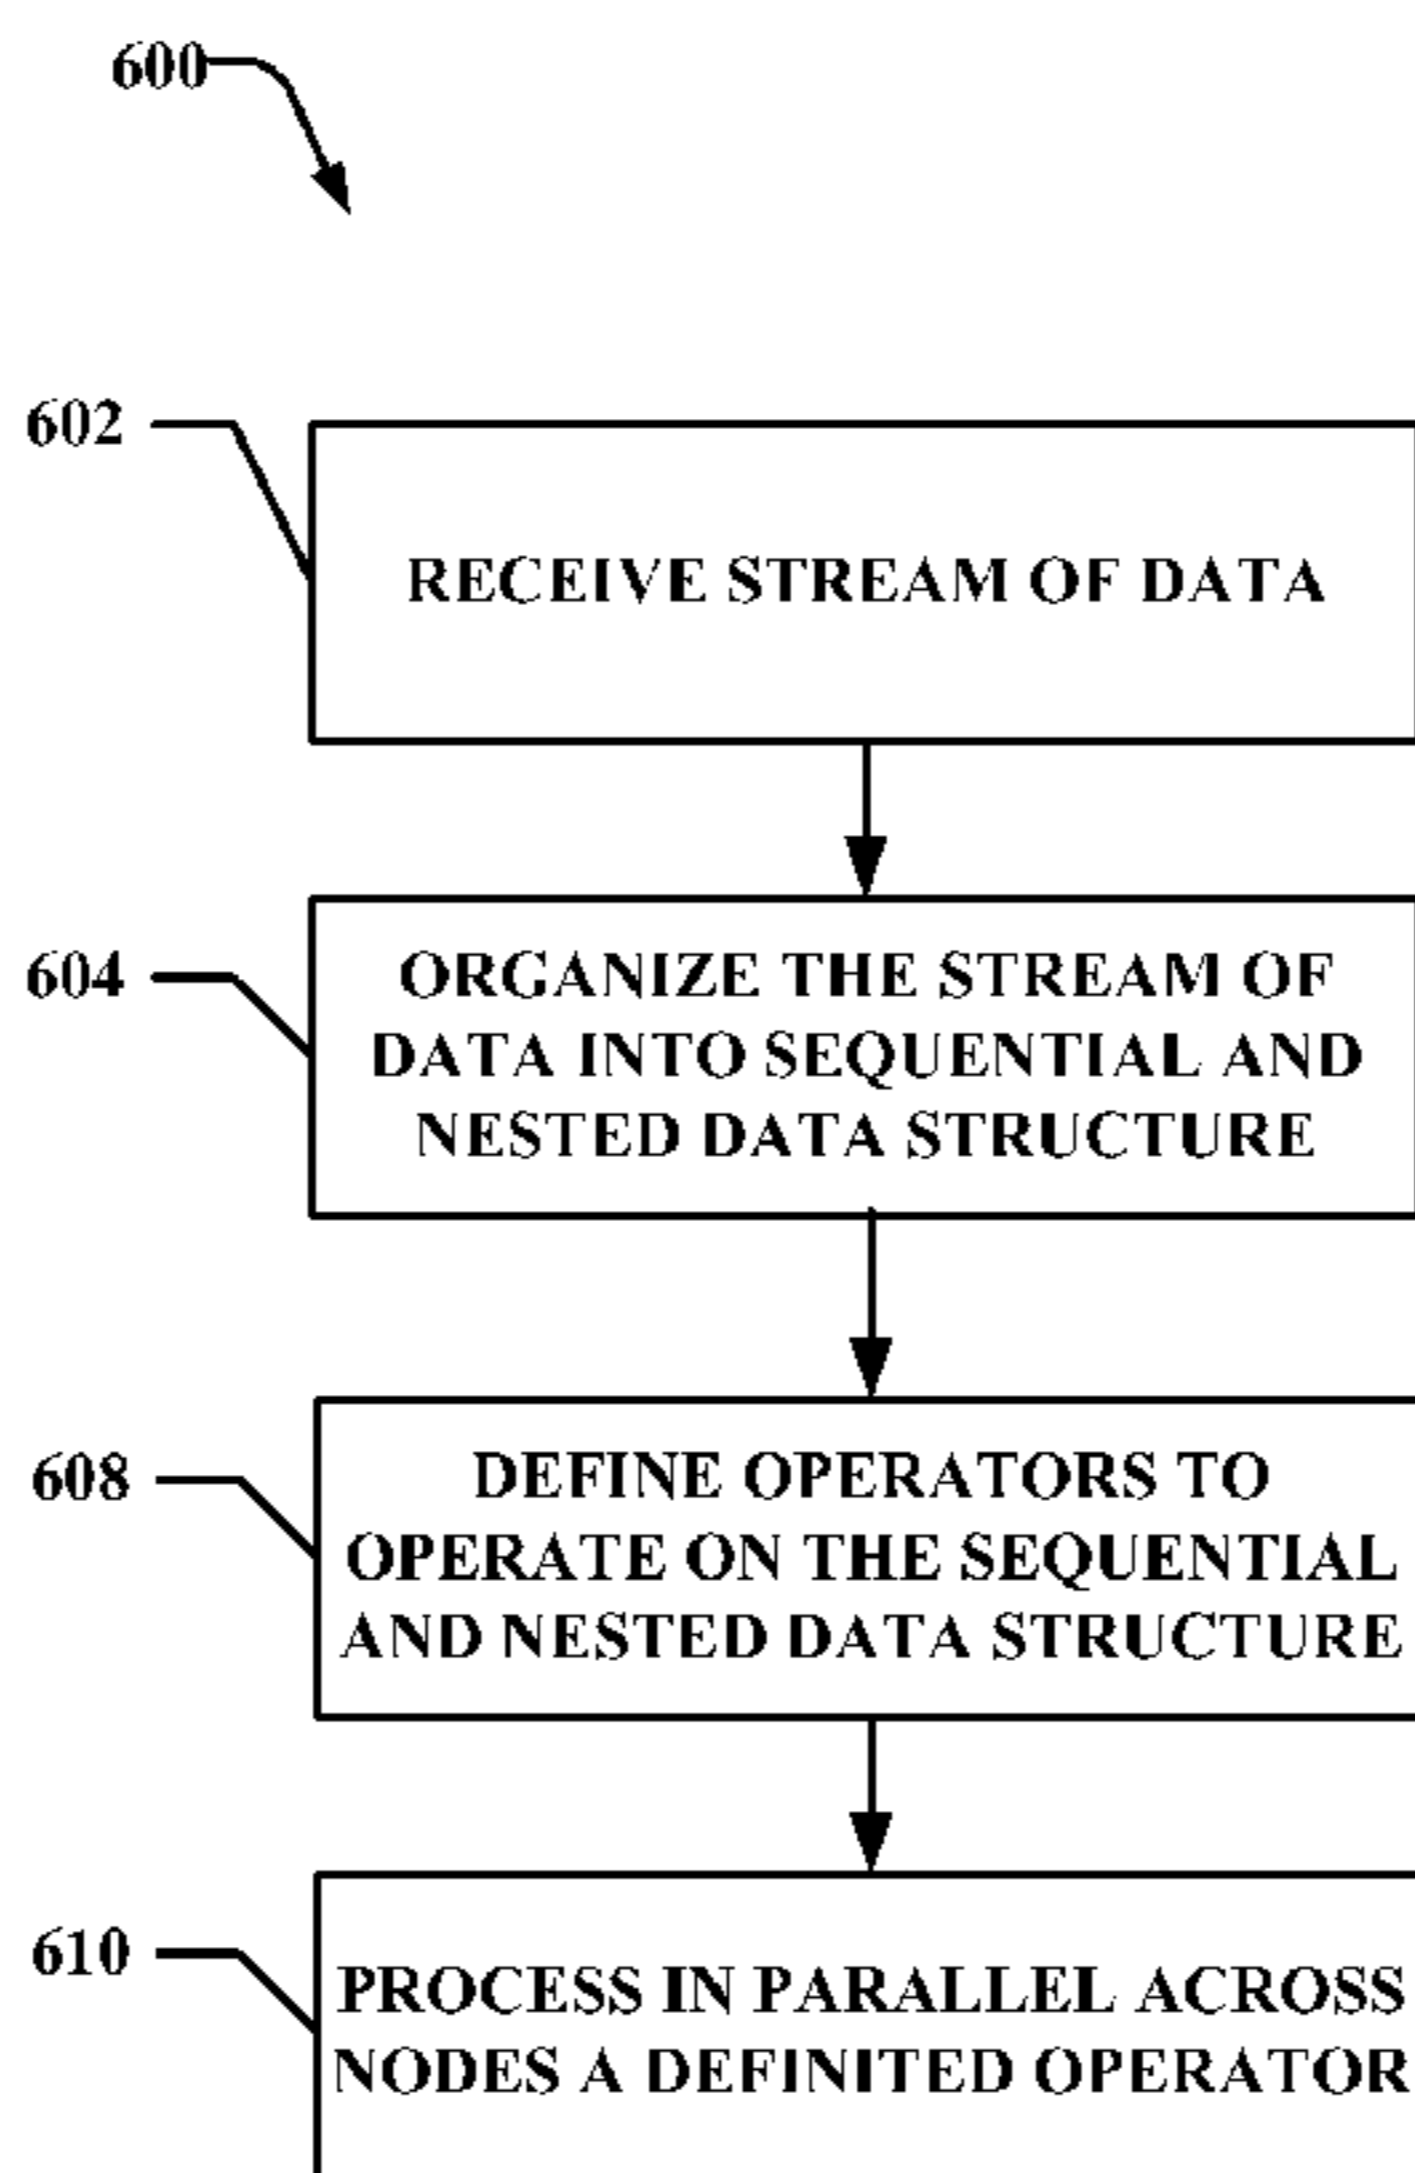 600
602
RECEIVE STREAM OF DATA
604
ORGANIZE THE STREAM OF
DATA INTO SEQUENTIAL AND
NESTED DATA STRUCTURE
608
DEFINE OPERATORS TO
OPERATE ON THE SEQUENTIAL
AND NESTED DATA STRUCTURE
610
PROCESS IN PARALLEL ACROSS
NODES A DEFINITED OPERATOR